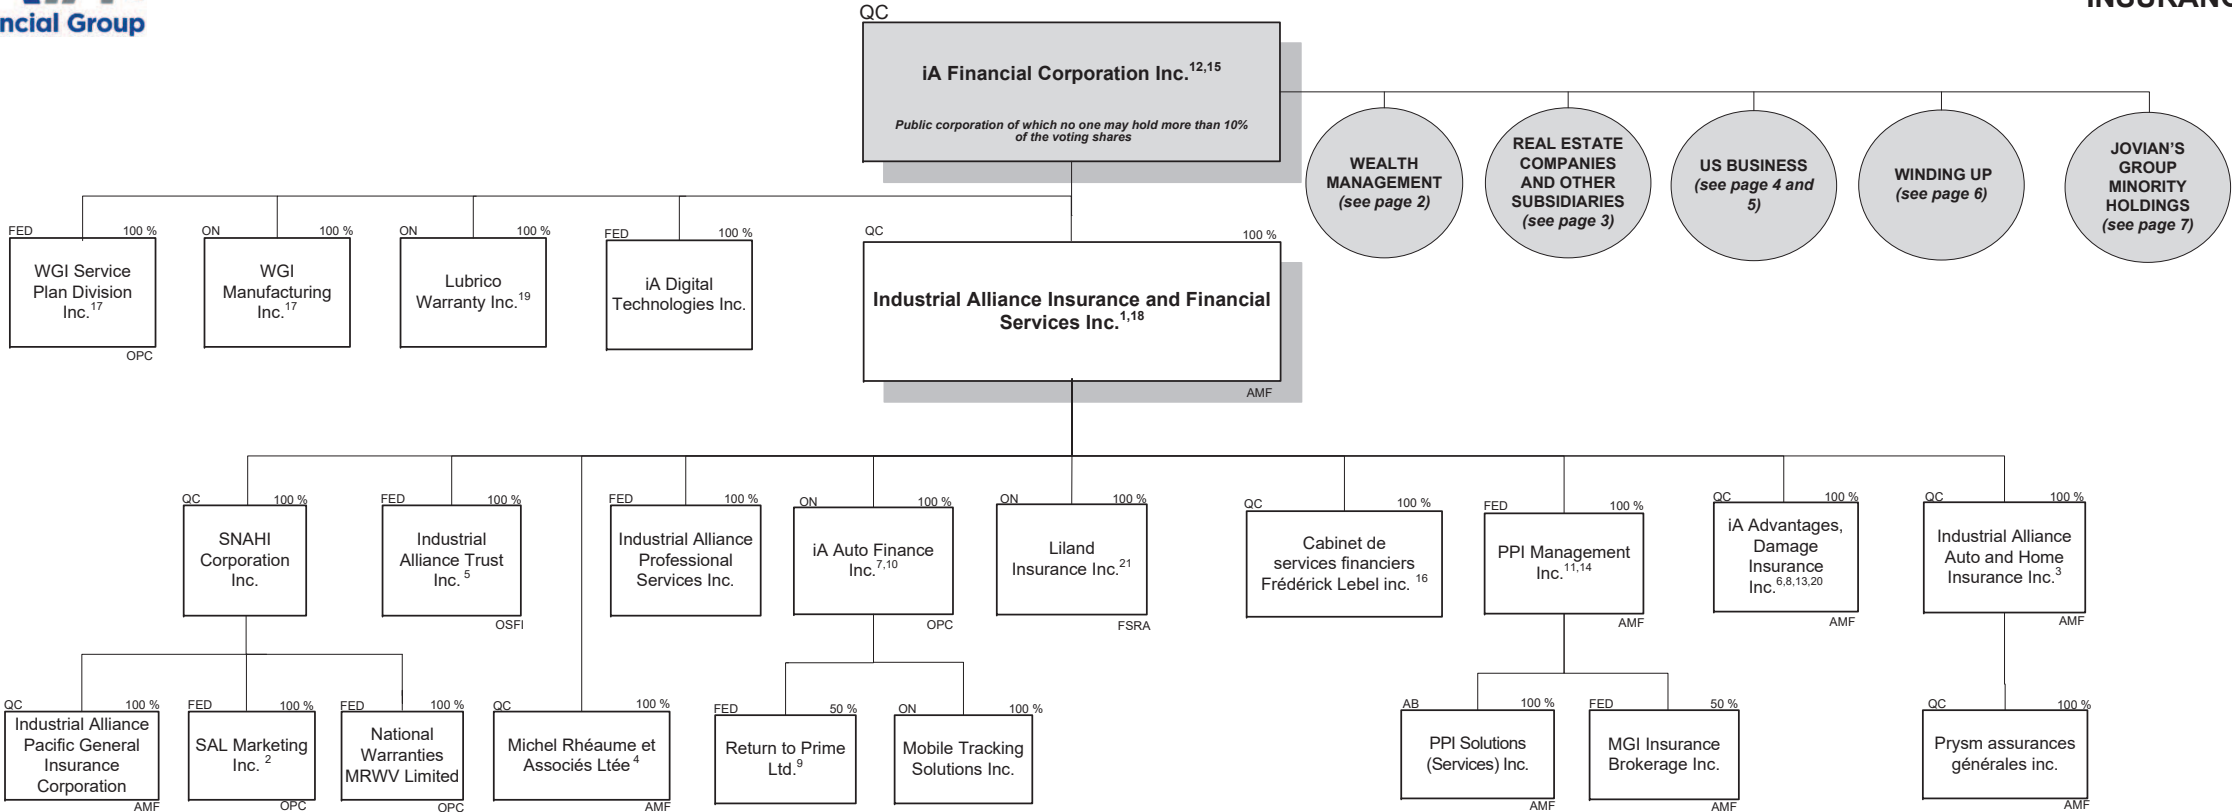 ncial Group
QC
iA Financial Corporation Inc.12,15
Public corporation of which no one may hold more than 10%
of the voting shares
WEALTH
MANAGEMENT
(see page 2)
REAL ESTATE
COMPANIES
AND OTHER
SUBSIDIARIES
(see page 3)
US BUSINESS
(see page 4 and
5)
WINDING UP
(see page 6)
JOVIAN'S
GROUP
MINORITY
HOLDINGS
(see page 7)
FED 100 %
WGI Service
Plan Division
Inc.17
OPC
ON 100 %
WGI
Manufacturing
Inc.17
ON 100 %
Lubrico
Warranty Inc.19
FED 100 %
iA Digital
Technologies Inc.
QC 100 %
Industrial Alliance Insurance and Financial
Services Inc.1,18
AMF
QC 100 %
SNAHI
Corporation
Inc.
FED 100 %
Industrial
Alliance Trust
Inc. 5
OSFI
FED 100 %
Industrial Alliance
Professional
Services Inc.
ON 100 %
iA Auto Finance
Inc.7,10
OPC
ON 100 %
Liland
Insurance Inc.21
FSRA
QC 100 %
Cabinet de
services financiers
Frédérick Lebel inc. 16
FED 100 %
PPI Management
Inc.11,14
AMF
QC 100 %
iA Advantages,
Damage
Insurance
Inc.6,8,13,20
AMF
QC 100 %
Industrial Alliance
Auto and Home
Insurance Inc.3
AMF
QC 100 %
Industrial Alliance
Pacific General
Insurance
Corporation
AMF
FED 100 %
SAL Marketing
Inc. 2
OPC
FED 100 %
National
Warranties
MRWV Limited
OPC
QC 100 %
Michel Rhéaume et
Associés Ltée 4
AMF
FED 50 %
Return to Prime
Ltd.9
ON 100 %
Mobile Tracking
Solutions Inc.
AB 100 %
PPI Solutions
(Services) Inc.
AMF
FED 50 %
MGI Insurance
Brokerage Inc.
AMF
QC 100 %
Prysm assurances
générales inc.
AMF